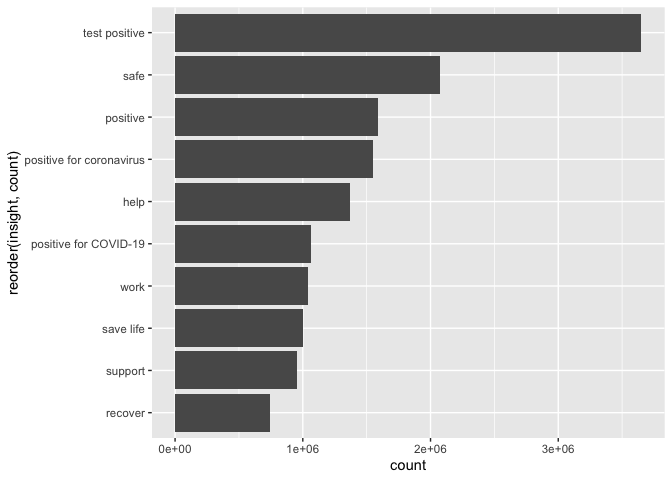 test positive
safe
positive
positive for coronavirus
help
positive for COVID-19
work
save life
support
recover
reorder(insight, count)
0e+00 1e+06 2e+06 3e+06
count